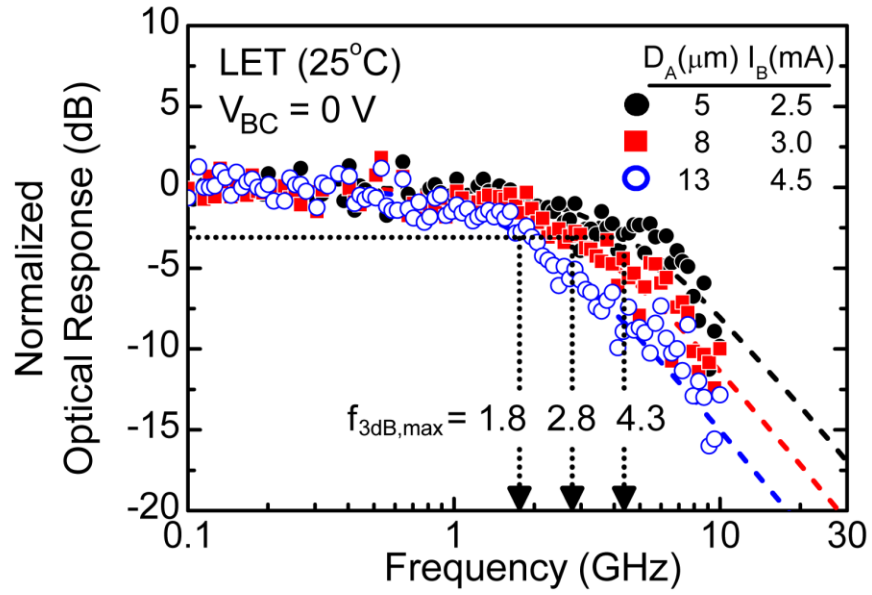 10
5
0
-5
-10
-15
-20
Normalized
Optical Response (dB)
LET (25°C)
V_BC = 0 V
D_A(μm) I_B(mA)
5 2.5
8 3.0
13 4.5
f_3dB,max = 1.8 2.8 4.3
0.1 1 10 30
Frequency (GHz)